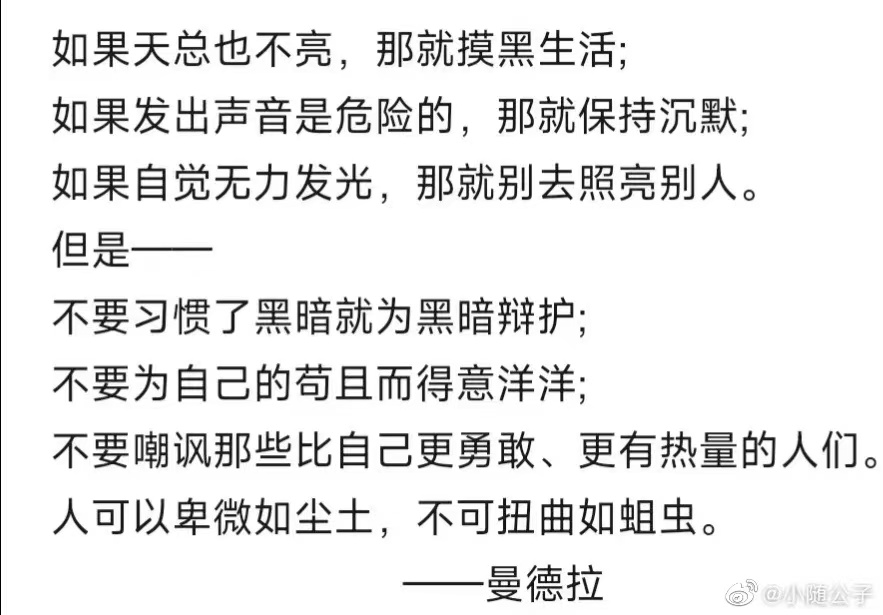 如果天总也不亮，那就摸黑生活;
如果发出声音是危险的，那就保持沉默;
如果自觉无力发光，那就别去照亮别人。
但是——
不要习惯了黑暗就为黑暗辩护;
不要为自己的苟且而得意洋洋;
不要嘲讽那些比自己更勇敢、更有热量的人们。
人可以卑微如尘土，不可扭曲如蛆虫。
——曼德拉
@小随公子